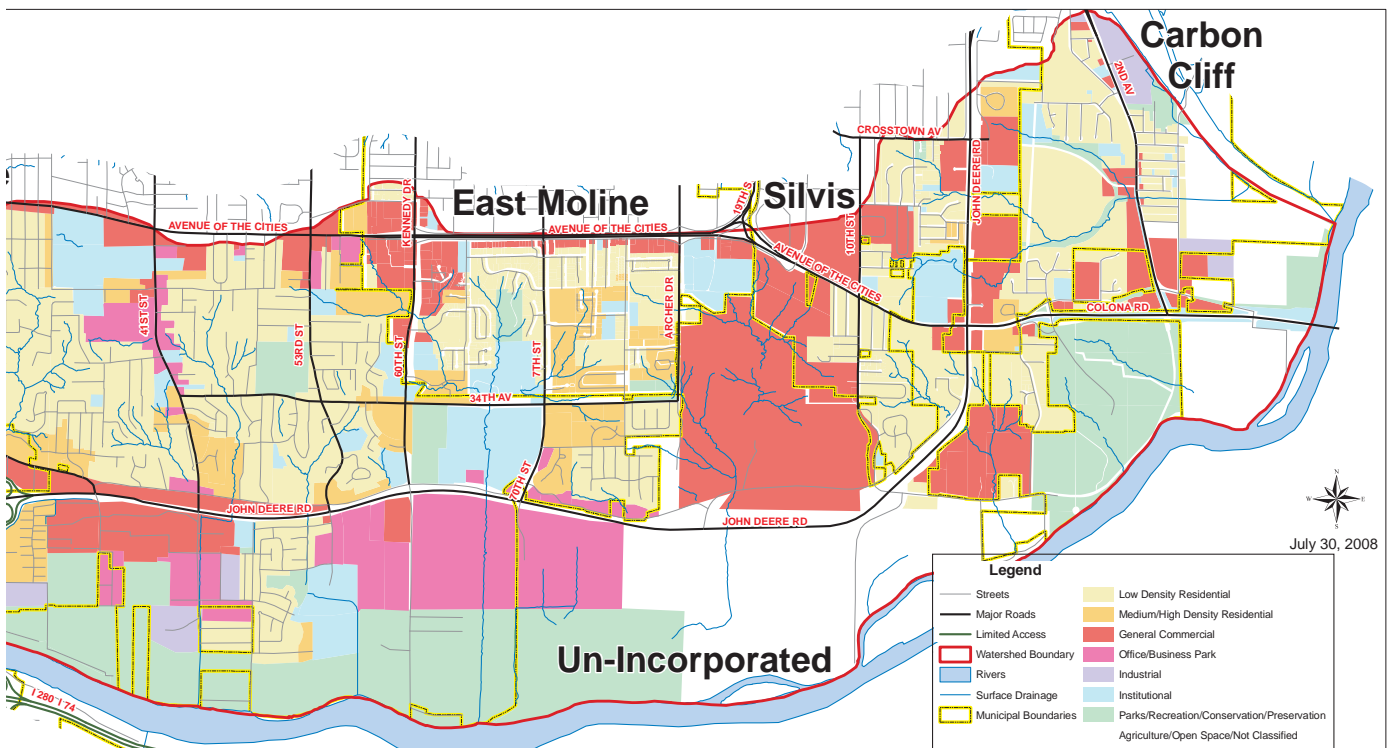 Carbon
Cliff
2ND AV
CROSSTOWN AV
JOHN DEERE RD
East Moline
Silvis
19TH S
KENNEDY DR
AVENUE OF THE CITIES
AVENUE OF THE CITIES
AVENUE OF THE CITIES
10TH ST
41ST ST
53RD ST
60TH ST
7TH ST
ARCHER DR
COLONA RD
34TH AV
70TH ST
JOHN DEERE RD
JOHN DEERE RD
N
W E
S
July 30, 2008
Un-Incorporated
I 280 I 74
Legend
Streets
Major Roads
Limited Access
Watershed Boundary
Rivers
Surface Drainage
Municipal Boundaries
Low Density Residential
Medium/High Density Residential
General Commercial
Office/Business Park
Industrial
Institutional
Parks/Recreation/Conservation/Preservation
Agriculture/Open Space/Not Classified